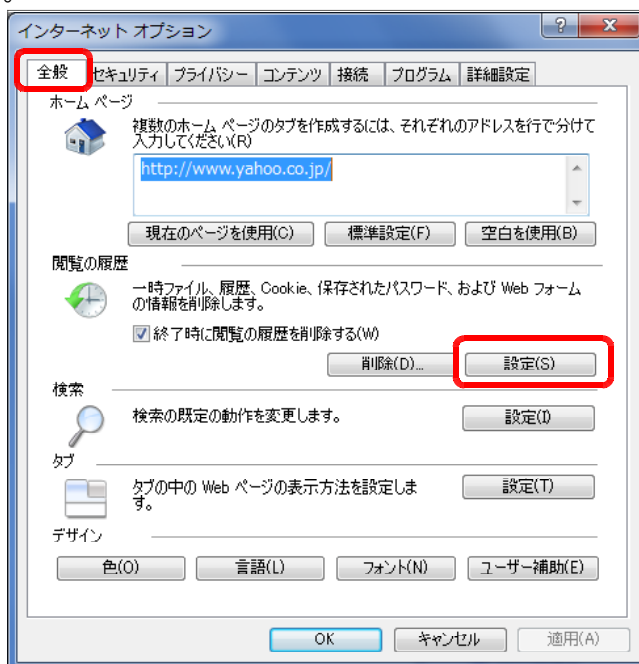 インターネット オプション
全般 セキュリティ プライバシー コンテンツ 接続 プログラム 詳細設定
ホーム ページ
複数のホーム ページのタブを作成するには、それぞれのアドレスを行で分けて
入力してください(R)
http://www.yahoo.co.jp/
現在のページを使用(C) 標準設定(F) 空白を使用(B)
閲覧の履歴
一時ファイル、履歴、Cookie、保存されたパスワード、および Web フォーム
の情報を削除します。
終了時に閲覧の履歴を削除する(W)
削除(D)... 設定(S)
検索
検索の既定の動作を変更します。 設定(I)
タブ
タブの中の Web ページの表示方法を設定しま 設定(T)
す。
デザイン
色(O) 言語(L) フォント(N) ユーザー補助(E)
OK キャンセル 適用(A)